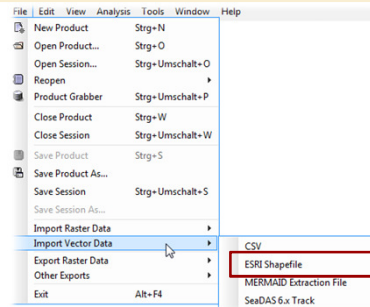 File Edit View Analysis Tools Window Help
New Product Strg+N
Open Product... Strg+O
Open Session... Strg+Umschalt+O
Reopen
Product Grabber Strg+Umschalt+P
Close Product Strg+W
Close Session Strg+Umschalt+W
Save Product Strg+S
Save Product As...
Save Session Strg+Umschalt+S
Save Session As...
Import Raster Data
Import Vector Data
Export Raster Data
Other Exports
Exit Alt+F4
CSV
ESRI Shapefile
MERMAID Extraction File
SeaDAS 6.x Track